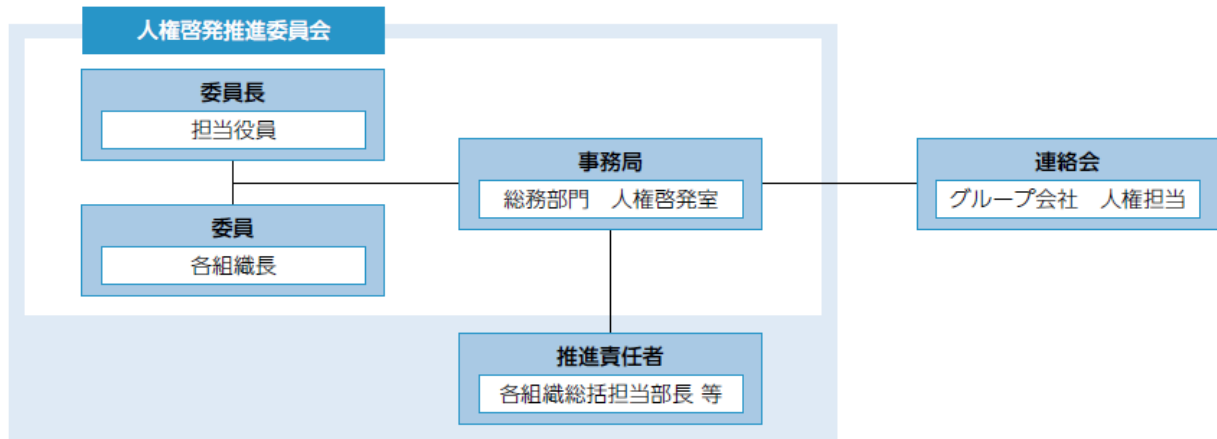 人権啓発推進委員会
委員長
担当役員
委員
各組織長
事務局
総務部門　人権啓発室
推進責任者
各組織総括担当部長 等
連絡会
グループ会社　人権担当